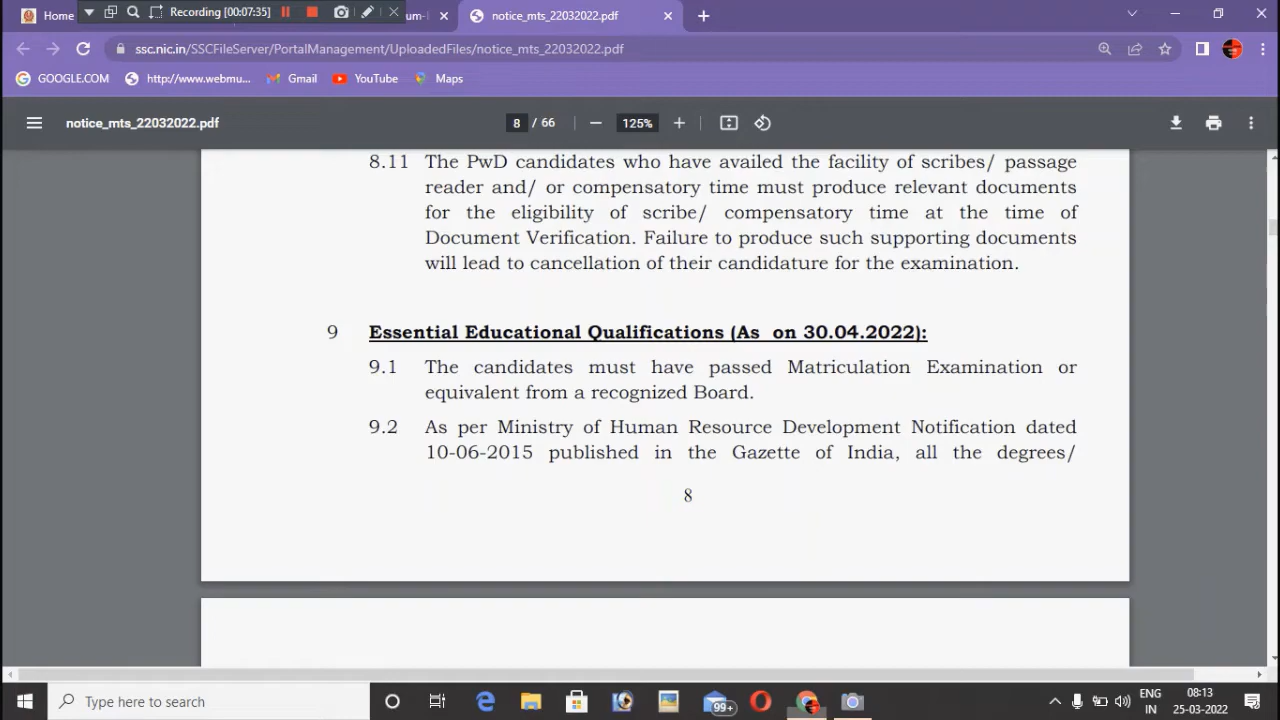 Home
Recording [00:07:35]
um-l
notice_mts_22032022.pdf
ssc.nic.in/SSCFileServer/PortalManagement/UploadedFiles/notice_mts_22032022.pdf
GOOGLE.COM
http://www.webmu...
Gmail
YouTube
Maps
notice_mts_22032022.pdf
8 / 66
125%
8.11 The PwD candidates who have availed the facility of scribes/ passage
reader and/ or compensatory time must produce relevant documents
for the eligibility of scribe/ compensatory time at the time of
Document Verification. Failure to produce such supporting documents
will lead to cancellation of their candidature for the examination.
9 Essential Educational Qualifications (As on 30.04.2022):
9.1 The candidates must have passed Matriculation Examination or
equivalent from a recognized Board.
9.2 As per Ministry of Human Resource Development Notification dated
10-06-2015 published in the Gazette of India, all the degrees/
8
Type here to search
99+
ENG
IN
08:13
25-03-2022